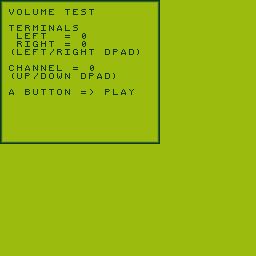 VOLUME TEST
TERMINALS
LEFT = 0
RIGHT = 0
(LEFT/RIGHT DPAD)
CHANNEL = 0
(UP/DOWN DPAD)
A BUTTON => PLAY